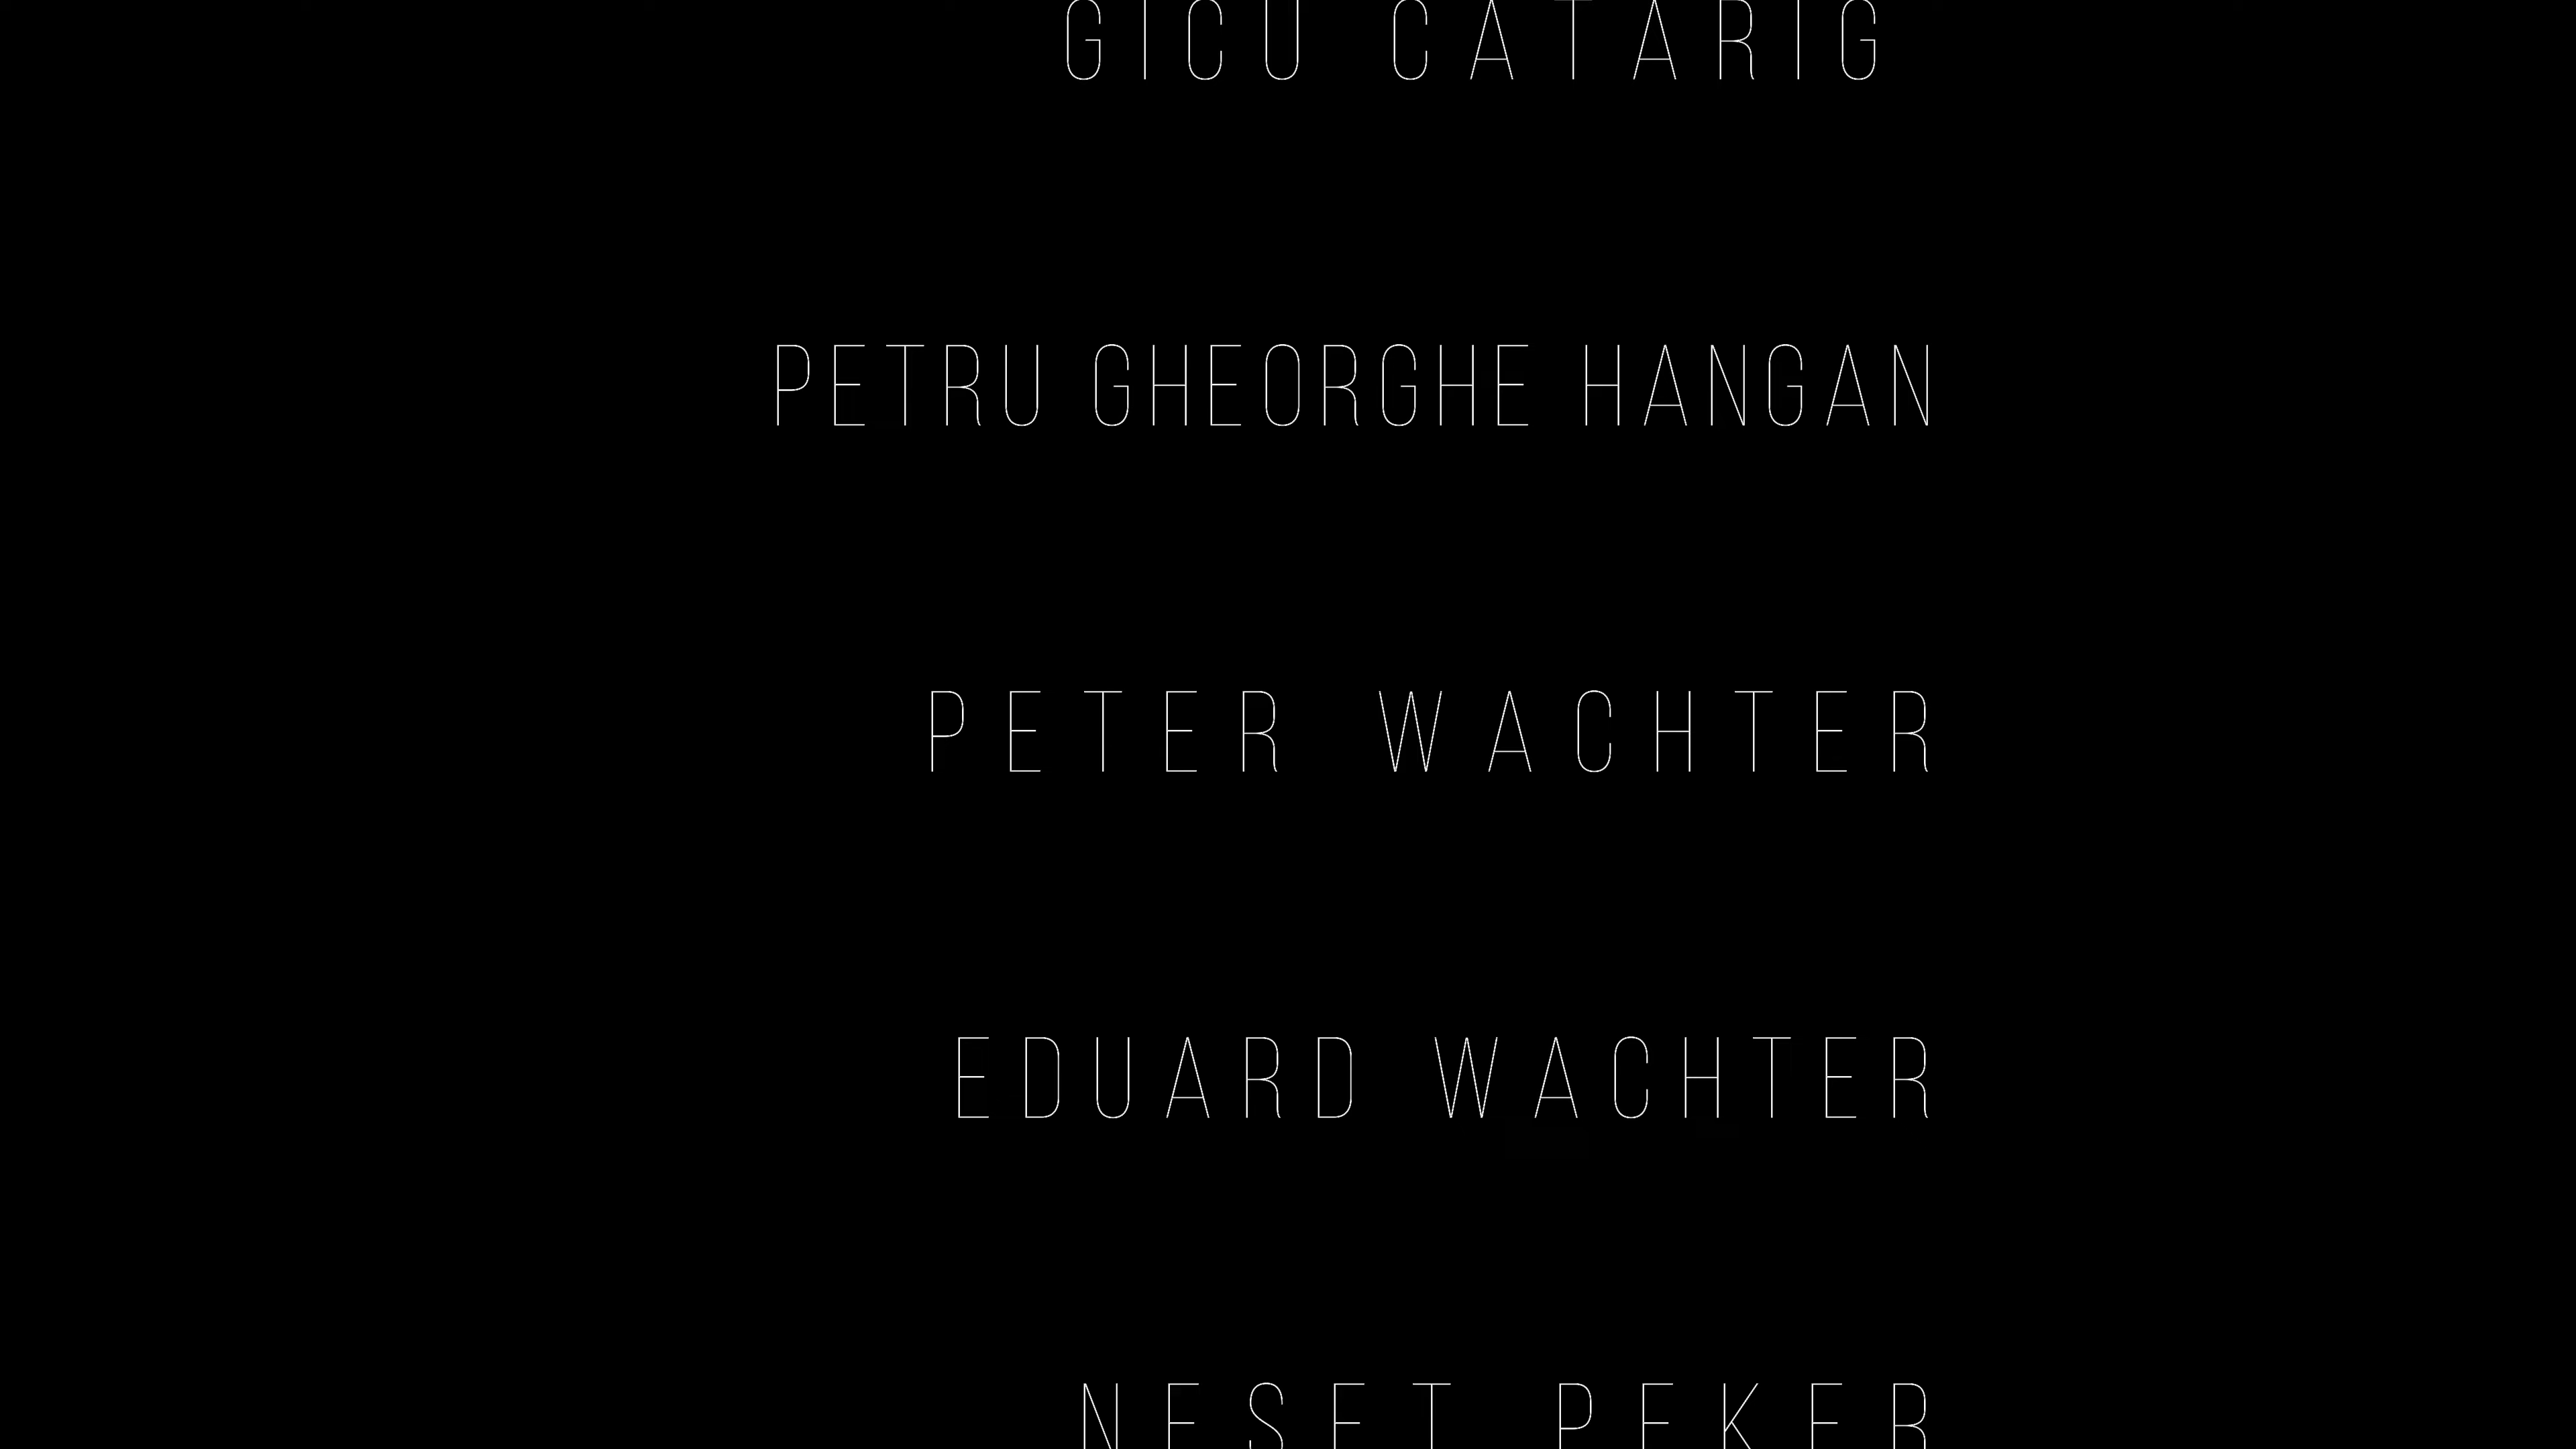 GICU CATARIG
PETRU GHEORGHE HANGAN
PETER WACHTER
EDUARD WACHTER
NESET PEKER